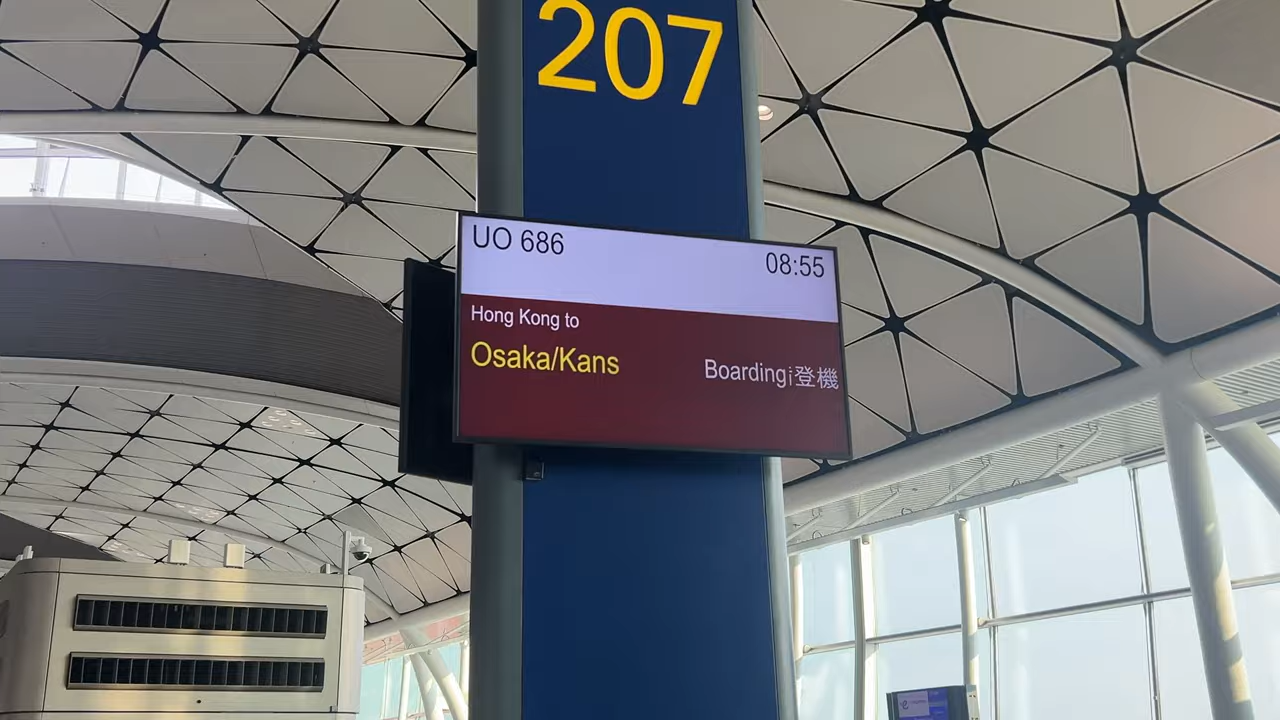 207
UO 686
08:55
Hong Kong to
Osaka/Kans
Boarding¡登機